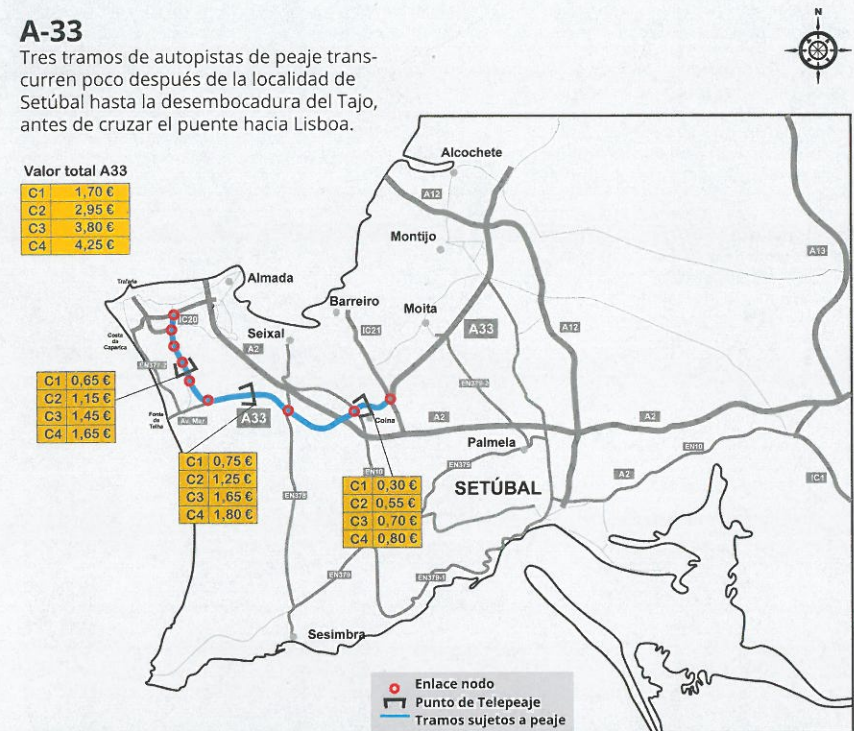 N
A-33
Tres tramos de autopistas de peaje trans-
curren poco después de la localidad de
Setúbal hasta la desembocadura del Tajo,
antes de cruzar el puente hacia Lisboa.
Valor total A33
C1 1,70 €
C2 2,95 €
C3 3,80 €
C4 4,25 €
Alcochete
A12
Montijo
A13
Almada
Trafaria
Barreiro
Moita
IC20
Costa
da
Caparica
Seixal
IC21
A33
A12
A2
EN377-2
C1 0,65 €
C2 1,15 €
C3 1,45 €
C4 1,65 €
Fonte
da
Telha
Av. Mar
A33
Coina
A2
A2
Palmela
EN10
C1 0,75 €
C2 1,25 €
C3 1,65 €
C4 1,80 €
EN10
EN379
A2
IC1
C1 0,30 €
C2 0,55 €
C3 0,70 €
C4 0,80 €
SETÚBAL
EN378
EN379-1
Sesimbra
Enlace nodo
Punto de Telepeaje
Tramos sujetos a peaje